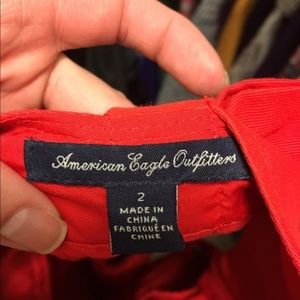 American Eagle Outfitters
2
MADE IN
CHINA
FABRIQUÉ EN
CHINE